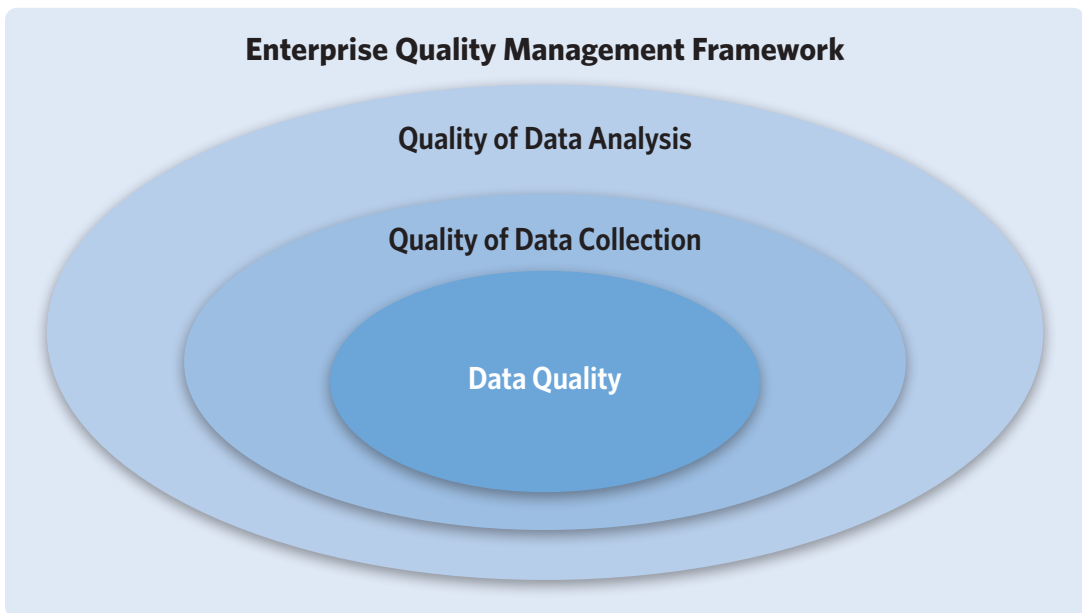 Enterprise Quality Management Framework
Quality of Data Analysis
Quality of Data Collection
Data Quality